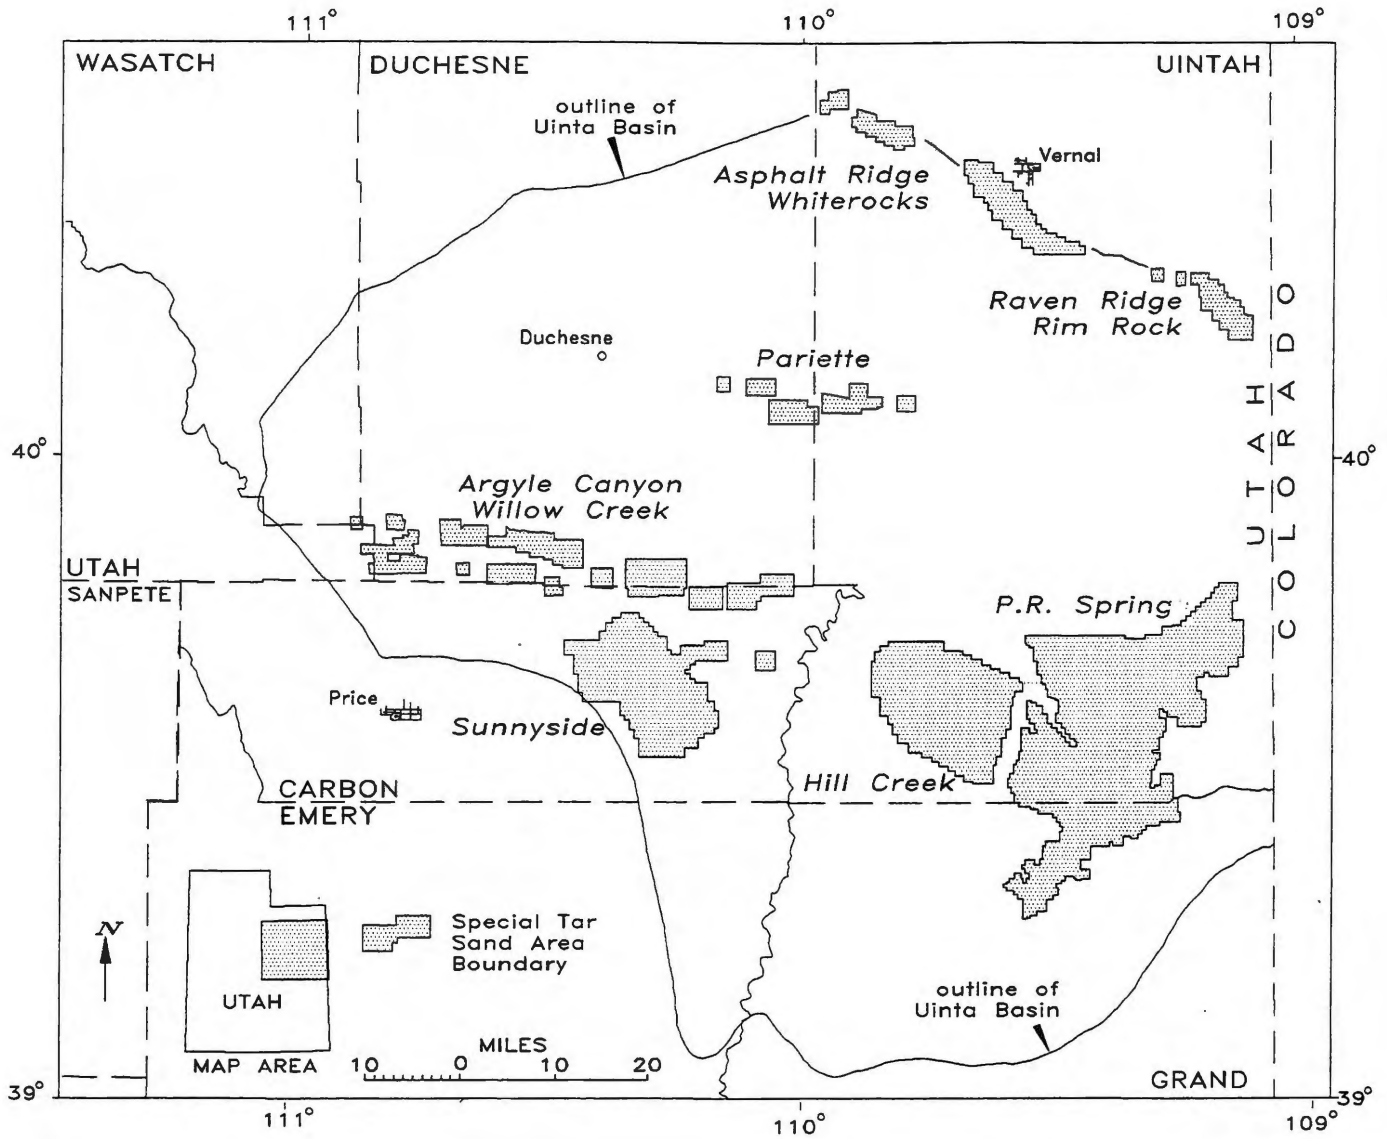 111°
110°
109°
WASATCH
DUCHESNE
UINTAH
outline of
Uinta Basin
Vernal
Asphalt Ridge
Whiterocks
Raven Ridge
Rim Rock
Duchesne
Pariette
UTAH
COLORADO
40°
40°
Argyle Canyon
Willow Creek
UTAH
SANPETE
P.R. Spring
Price
Sunnyside
Hill Creek
CARBON
EMERY
N
Special Tar
Sand Area
Boundary
UTAH
MAP AREA
MILES
10 0 10 20
outline of
Uinta Basin
GRAND
39°
39°
111°
110°
109°